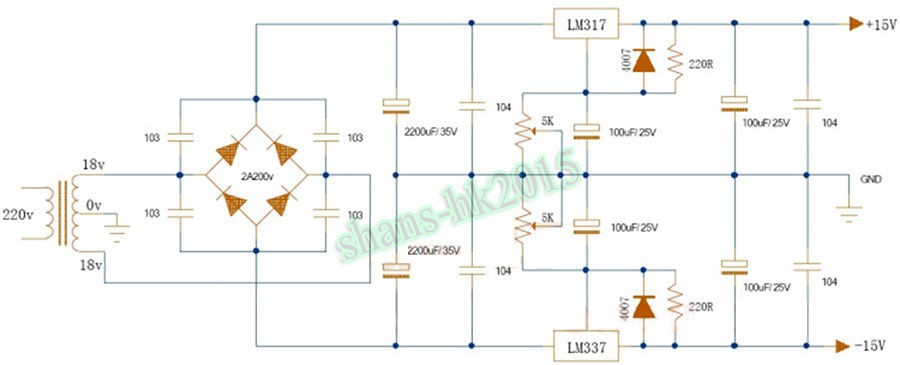 LM317
+15V
4007
220R
103
103
104
5K
2200uF/35V
100uF/25V
100uF/25V
104
18v
2A200v
220v
0v
GND
103
103
5K
18v
2200uF/35V
104
100uF/25V
100uF/25V
104
4007
220R
LM337
-15V
shans-hk2015